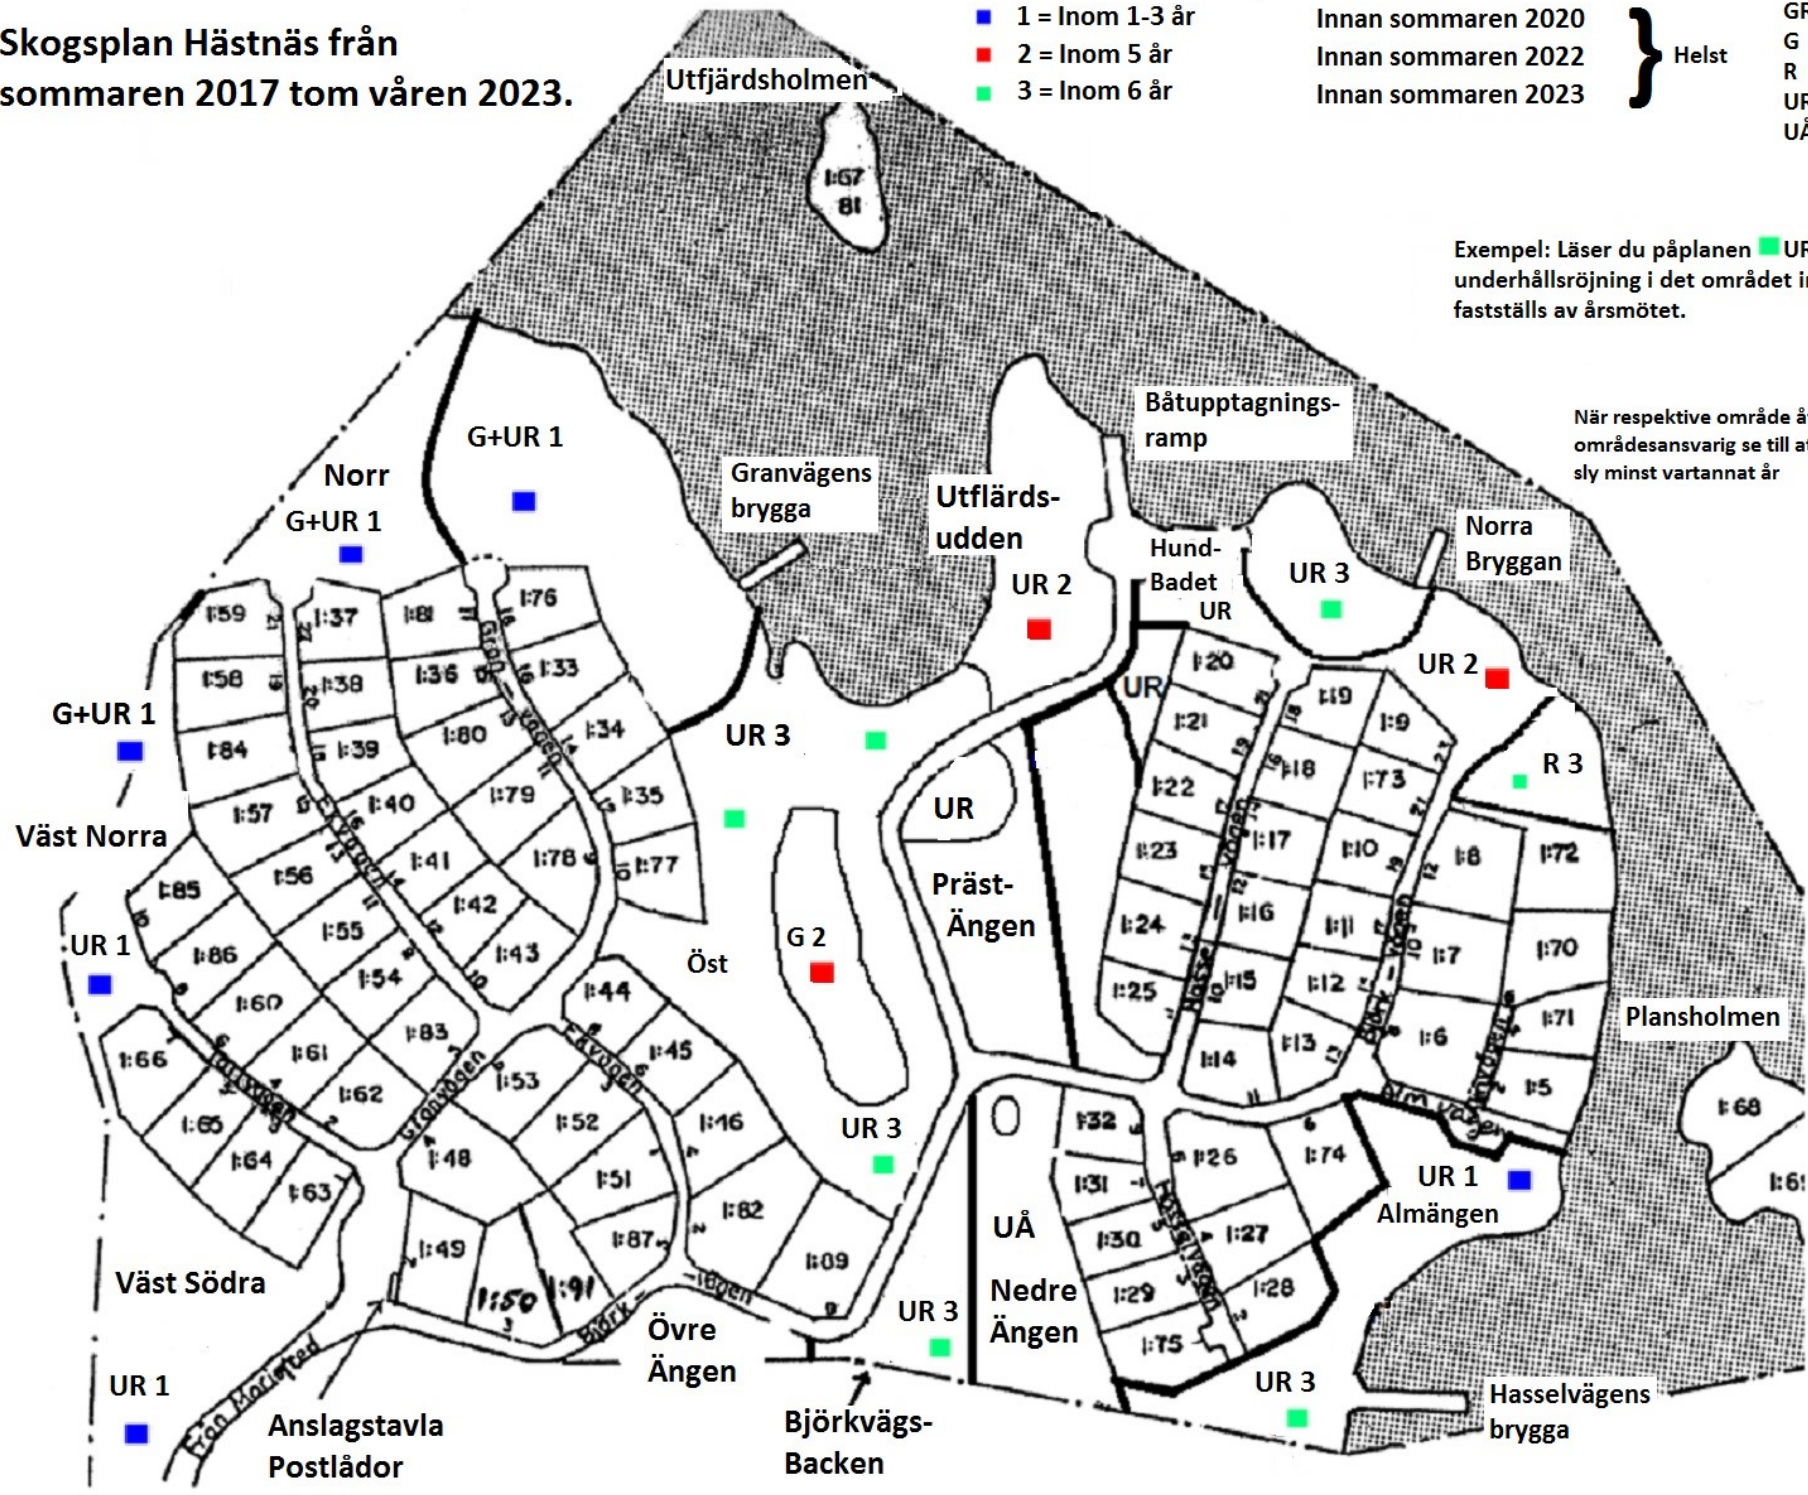 Skogsplan Hästnäs från
sommaren 2017 tom våren 2023.
1 = Inom 1-3 år
Innan sommaren 2020
2 = Inom 5 år
Innan sommaren 2022
3 = Inom 6 år
Innan sommaren 2023
Helst
G
R
Utfjärdsholmen
1:67
81
Exempel: Läser du påplanen
underhållsröjning i det området
fastställs av årsmötet.
När respektive område
områdesansvarig se till
sly minst vartannat år
Båtupptagnings-
ramp
G+UR 1
Norr
G+UR 1
Granvägens
brygga
Utflärds-
udden
UR 2
Hund-
Badet
UR
UR 3
Norra
Bryggan
UR 2
R 3
UR
1:59
1:37
1:81
1:76
1:58
1:38
1:36
1:33
1:84
1:39
1:80
1:34
1:57
1:40
1:79
1:35
1:56
1:41
1:78
1:77
1:85
1:55
1:42
1:43
1:86
1:54
1:60
1:83
1:44
1:66
1:61
1:62
1:53
1:45
1:65
1:52
1:46
1:64
1:48
1:51
1:63
1:82
1:49
1:87
1:89
1:50
1:91
G+UR 1
Väst Norra
UR 1
UR 3
UR
Präst-
Ängen
G 2
Öst
UR 3
1:20
1:19
1:21
1:9
1:22
1:18
1:73
1:23
1:17
1:10
1:8
1:72
1:24
1:16
1:11
1:7
1:70
1:25
1:15
1:12
1:14
1:13
1:6
1:71
1:5
Plansholmen
1:68
1:32
1:26
1:74
1:31
1:30
1:27
1:29
1:28
1:75
UR 1
Almängen
UÅ
Nedre
Ängen
Väst Södra
UR 1
Från Mariefred
Granvägen
Ekvägen
Hasselvägen
Björk-
vägen
Anslagstavla
Postlådor
Övre
Ängen
UR 3
Björkvägs-
Backen
UR 3
Hasselvägens
brygga